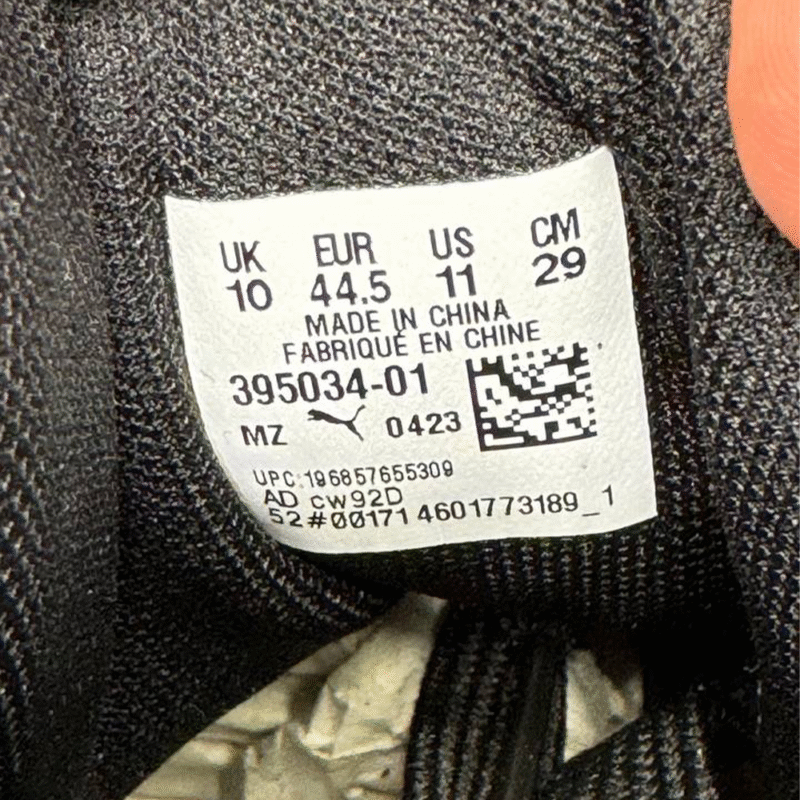 UK EUR US CM
10 44.5 11 29
MADE IN CHINA
FABRIQUÉ EN CHINE
395034-01
MZ 0423
UPC:196857655309
AD CW92D
52#00171 4601773189_1